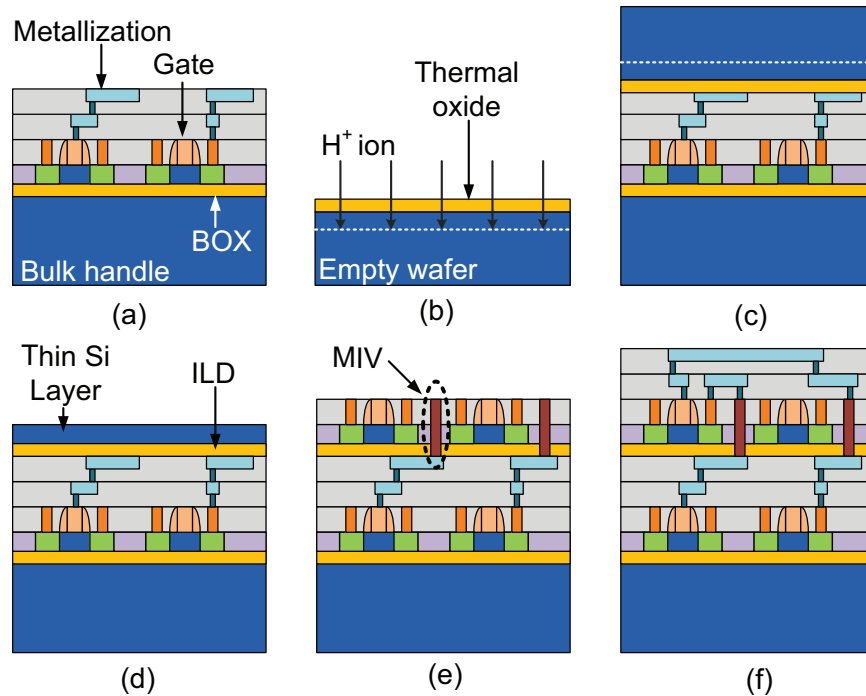 Metallization
Gate
BOX
Bulk handle
(a)
Thermal
oxide
H+ ion
Empty wafer
(b)
(c)
Thin Si
Layer
ILD
(d)
MIV
(e)
(f)